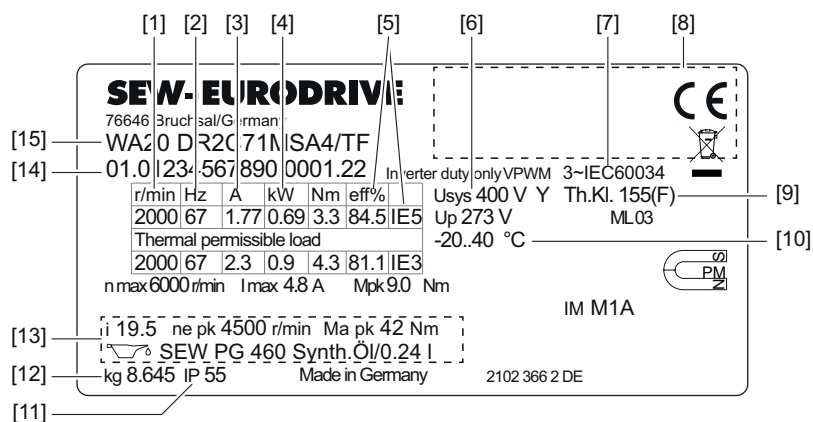 [1] [2] [3] [4] [5] [6] [7] [8]
SEW-EURODRIVE
CE
76646 Bruchsal/Germany
[15] WA20 DR2C71MSA4/TF
[14] 01.01234567890.0001.22 Inverter duty only VPWM 3~IEC60034
r/min Hz A kW Nm eff% Usys 400 V Y Th.Kl. 155(F) [9]
2000 67 1.77 0.69 3.3 84.5 IE5 Up 273 V ML03
Thermal permissible load -20..40 °C [10]
2000 67 2.3 0.9 4.3 81.1 IE3
S PM N
n max 6000 r/min I max 4.8 A Mpk 9.0 Nm
IM M1A
[13] i 19.5 ne pk 4500 r/min Ma pk 42 Nm
SEW PG 460 Synth.Öl/0.24 l
[12] kg 8.645 IP 55 Made in Germany 2102 366 2 DE
[11]